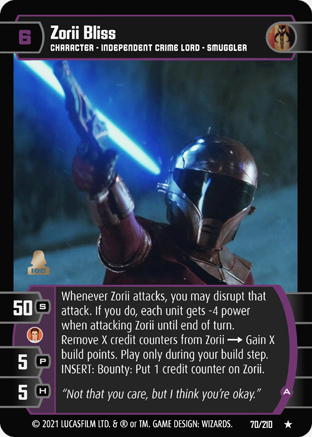 6 Zorii Bliss
CHARACTER - INDEPENDENT CRIME LORD - SMUGGLER
100
50 S
5 P
5 H
Whenever Zorii attacks, you may disrupt that
attack. If you do, each unit gets -4 power
when attacking Zorii until end of turn.
Remove X credit counters from Zorii → Gain X
build points. Play only during your build step.
INSERT: Bounty: Put 1 credit counter on Zorii.
“Not that you care, but I think you're okay.”
A
© 2021 LUCASFILM LTD. & ® or TM. GAME DESIGN: WIZARDS. 70/210 ★